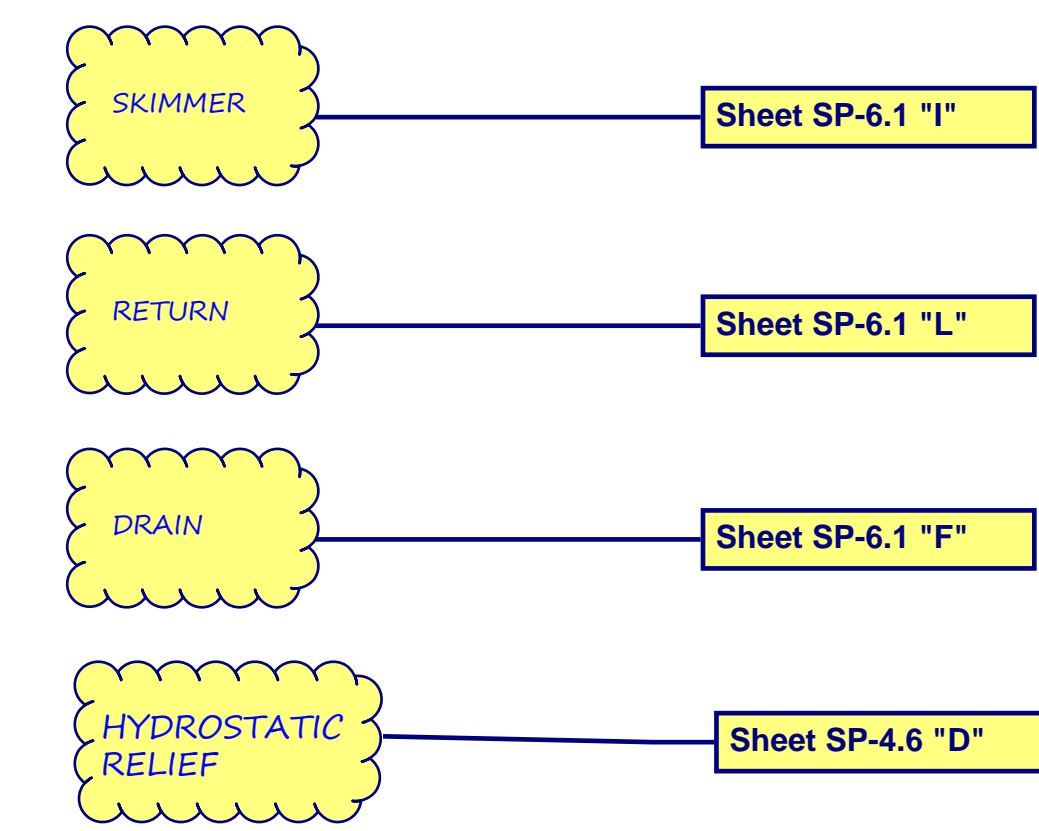 SKIMMER
Sheet SP-6.1 "I"
RETURN
Sheet SP-6.1 "L"
DRAIN
Sheet SP-6.1 "F"
HYDROSTATIC
RELIEF
Sheet SP-4.6 "D"